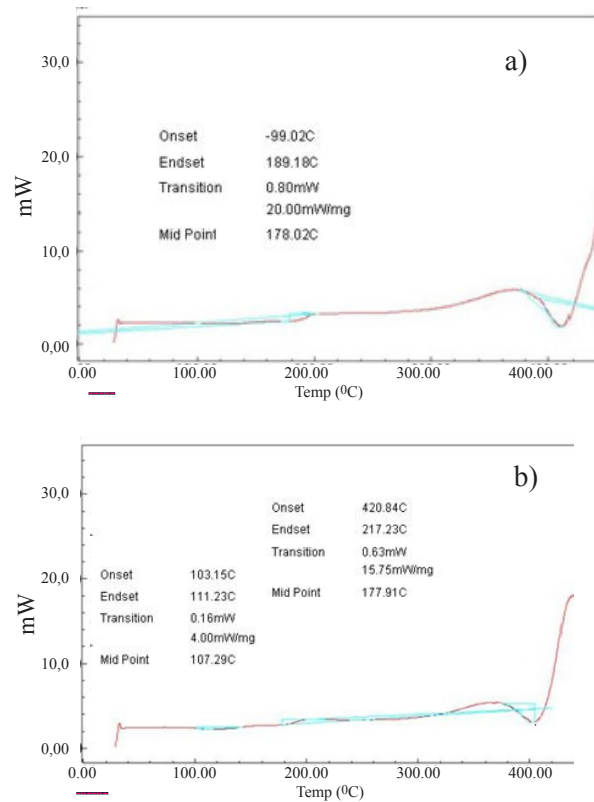 a)
30,0
20,0
10,0
0,00
mW
Onset -99.02C
Endset 189.18C
Transition 0.80mW
20.00mW/mg
Mid Point 178.02C
0.00 100.00 200.00 300.00 400.00
Temp (⁰C)
b)
30,0
20,0
10,0
0,00
mW
Onset 420.84C
Endset 217.23C
Transition 0.63mW
15.75mW/mg
Mid Point 177.91C
Onset 103.15C
Endset 111.23C
Transition 0.16mW
4.00mW/mg
Mid Point 107.29C
0.00 100.00 200.00 300.00 400.00
Temp (⁰C)